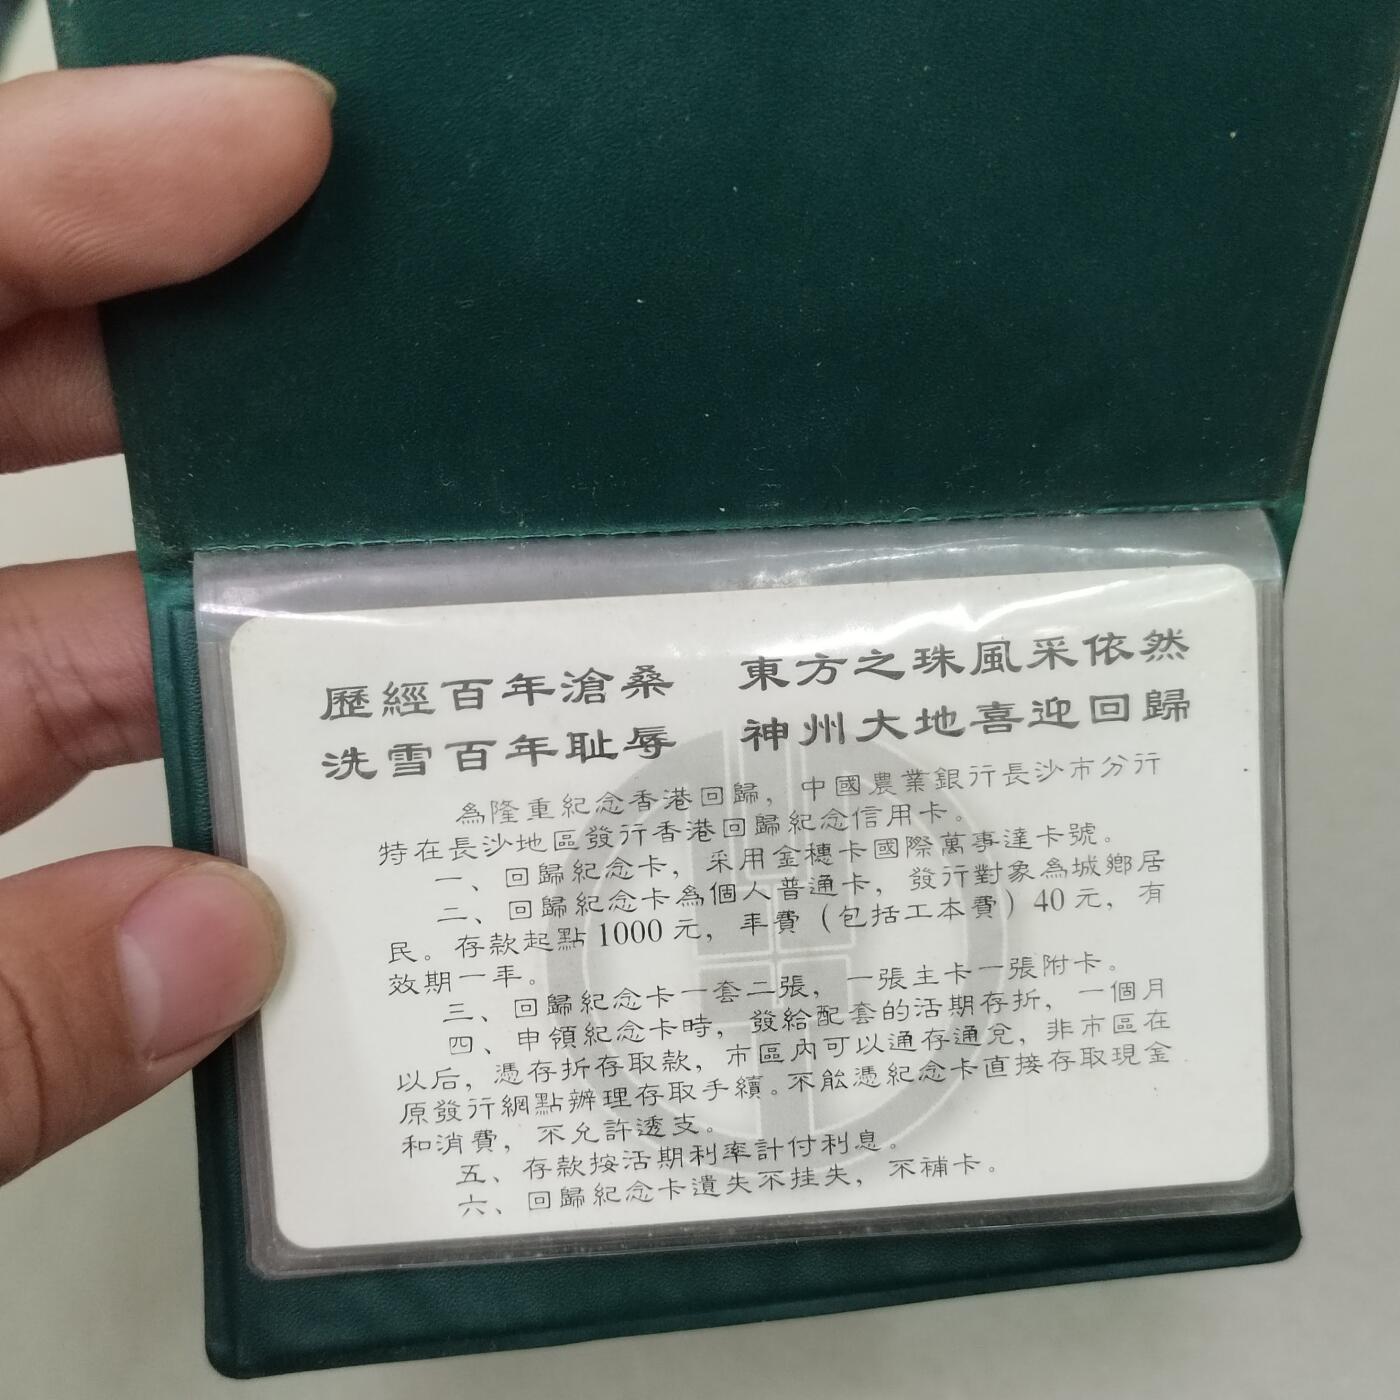 歷經百年滄桑　東方之珠風采依然
洗雪百年耻辱　神州大地喜迎回歸
為隆重紀念香港回歸，中國農業銀行長沙市分行
特在長沙地區發行香港回歸紀念信用卡。
一、回歸紀念卡，采用金穗卡國際萬事達卡號。
二、回歸紀念卡為個人普通卡，發行對象為城鄉居
民。存款起點1000元，年費（包括工本費）40元，有
效期一年。
三、回歸紀念卡一套二張，一張主卡一張附卡。
四、申領紀念卡時，發給配套的活期存折，一個月
以后，憑存折存取款，市區内可以通存通兌，非市區在
原發行網點辦理存取手續。不能憑紀念卡直接存取現金
和消費，不允許透支。
五、存款按活期利率計付利息。
六、回歸紀念卡遺失不挂失，不補卡。